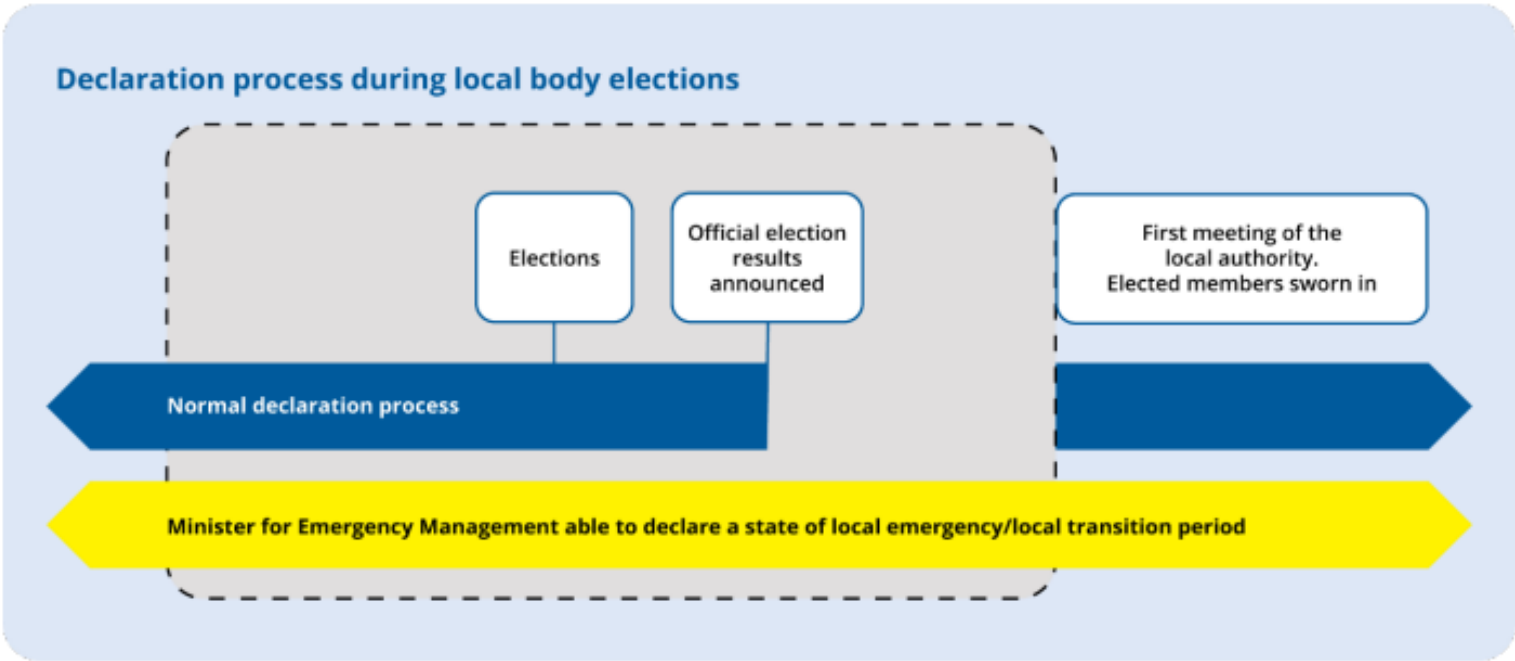 Declaration process during local body elections
Elections
Official election
results
announced
First meeting of the
local authority.
Elected members sworn in
Normal declaration process
Minister for Emergency Management able to declare a state of local emergency/local transition period